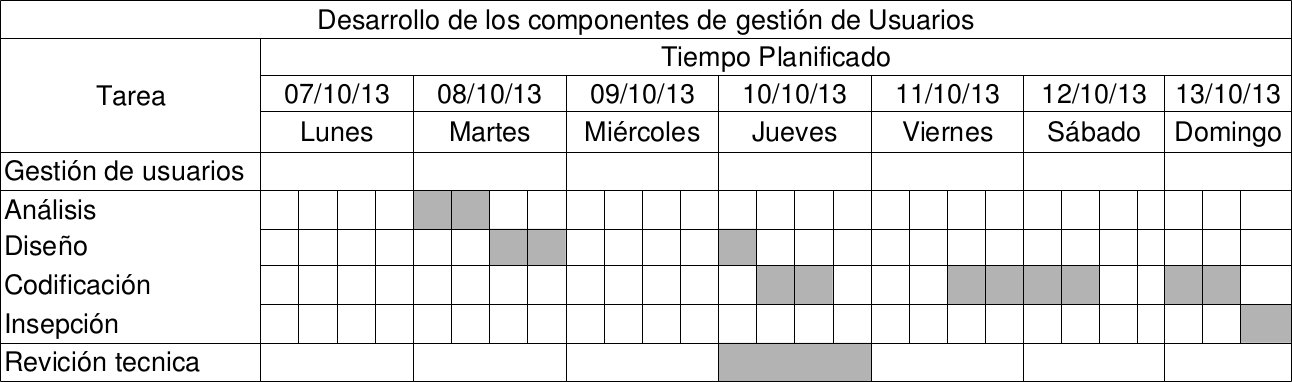 Desarrollo de los componentes de gestión de Usuarios
Tiempo Planificado
Tarea
07/10/13 08/10/13 09/10/13 10/10/13 11/10/13 12/10/13 13/10/13
Lunes Martes Miércoles Jueves Viernes Sábado Domingo
Gestión de usuarios
Análisis
Diseño
Codificación
Insepción
Revición tecnica